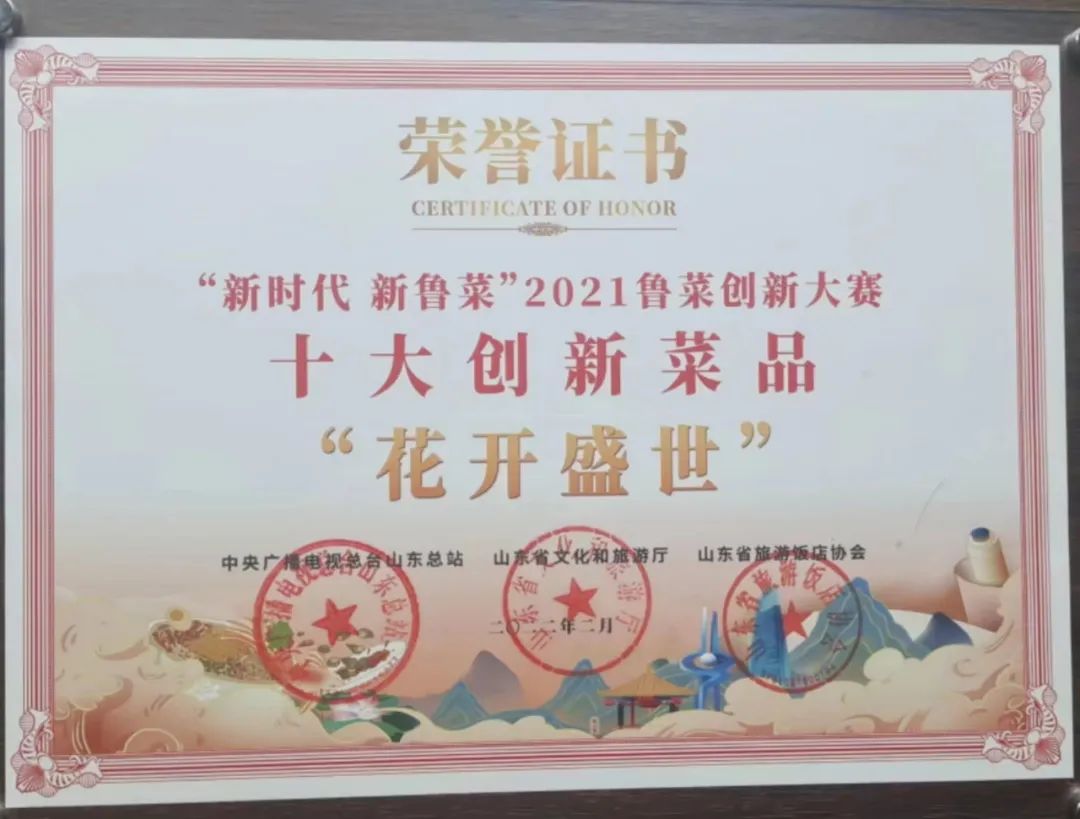 荣誉证书
CERTIFICATE OF HONOR
“新时代 新鲁菜”2021鲁菜创新大赛
十大创新菜品
“花开盛世”
中央广播电视总台山东总站 山东省文化和旅游厅 山东省旅游饭店协会
二〇二二年二月